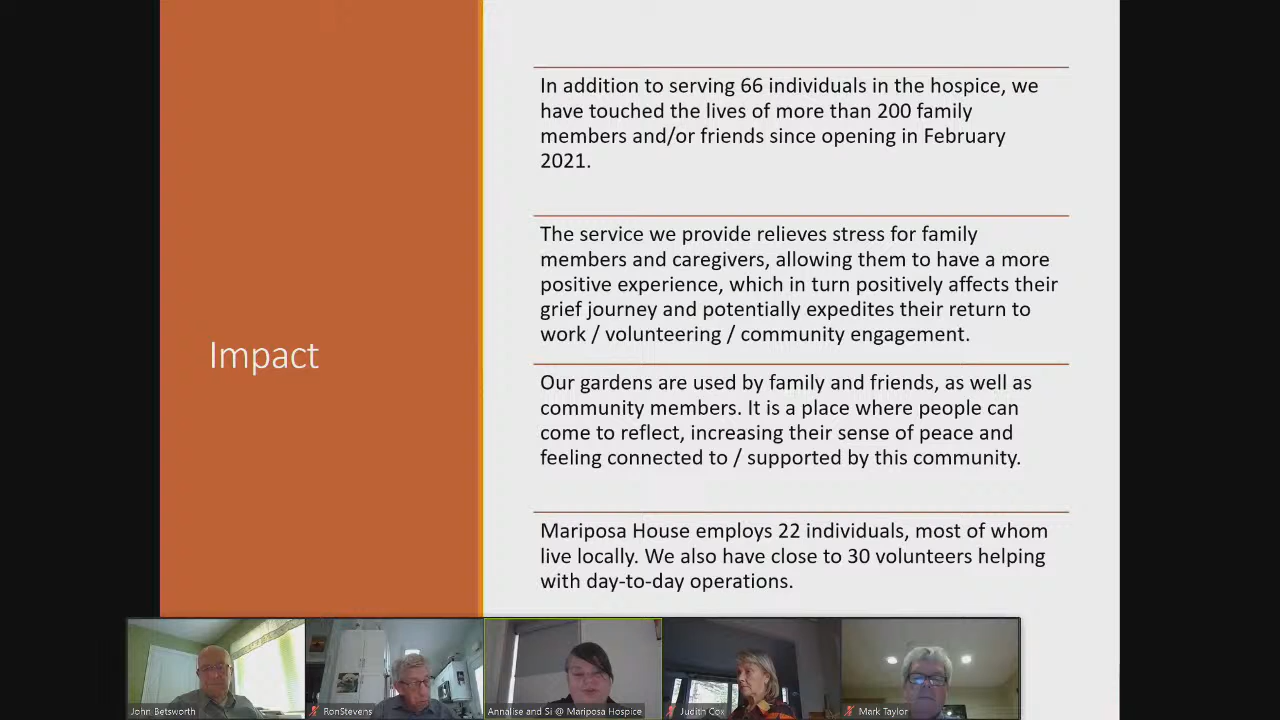 Impact
In addition to serving 66 individuals in the hospice, we
have touched the lives of more than 200 family
members and/or friends since opening in February
2021.
The service we provide relieves stress for family
members and caregivers, allowing them to have a more
positive experience, which in turn positively affects their
grief journey and potentially expedites their return to
work / volunteering / community engagement.
Our gardens are used by family and friends, as well as
community members. It is a place where people can
come to reflect, increasing their sense of peace and
feeling connected to / supported by this community.
Mariposa House employs 22 individuals, most of whom
live locally. We also have close to 30 volunteers helping
with day-to-day operations.
John Betsworth
RonStevens
Annalise and Si @ Mariposa Hospice
Judith Cox
Mark Taylor